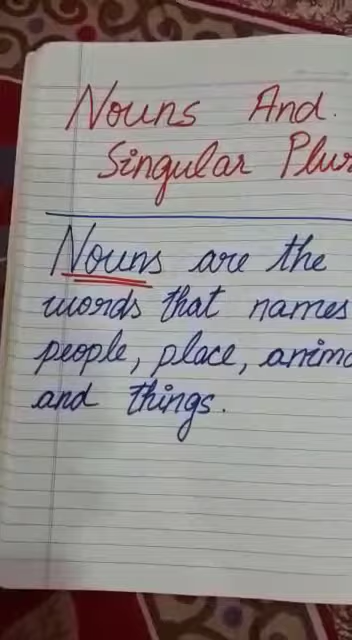 Nouns And
Singular
Nouns are the
words that names
people, place,
and things.